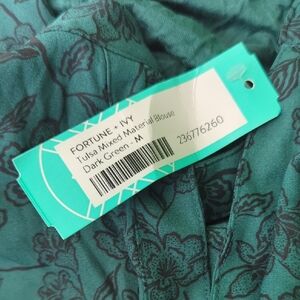 FORTUNE + IVY
Tulsa Mixed Material Blouse
Dark Green - M
236776260